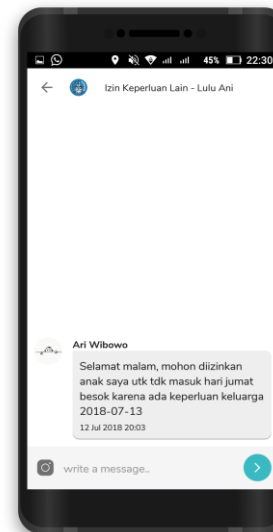 45% 22:30
Izin Keperluan Lain - Lulu Ani
Ari Wibowo
Selamat malam, mohon diizinkan
anak saya utk tdk masuk hari jumat
besok karena ada keperluan keluarga
2018-07-13
12 Jul 2018 20:03
write a message..